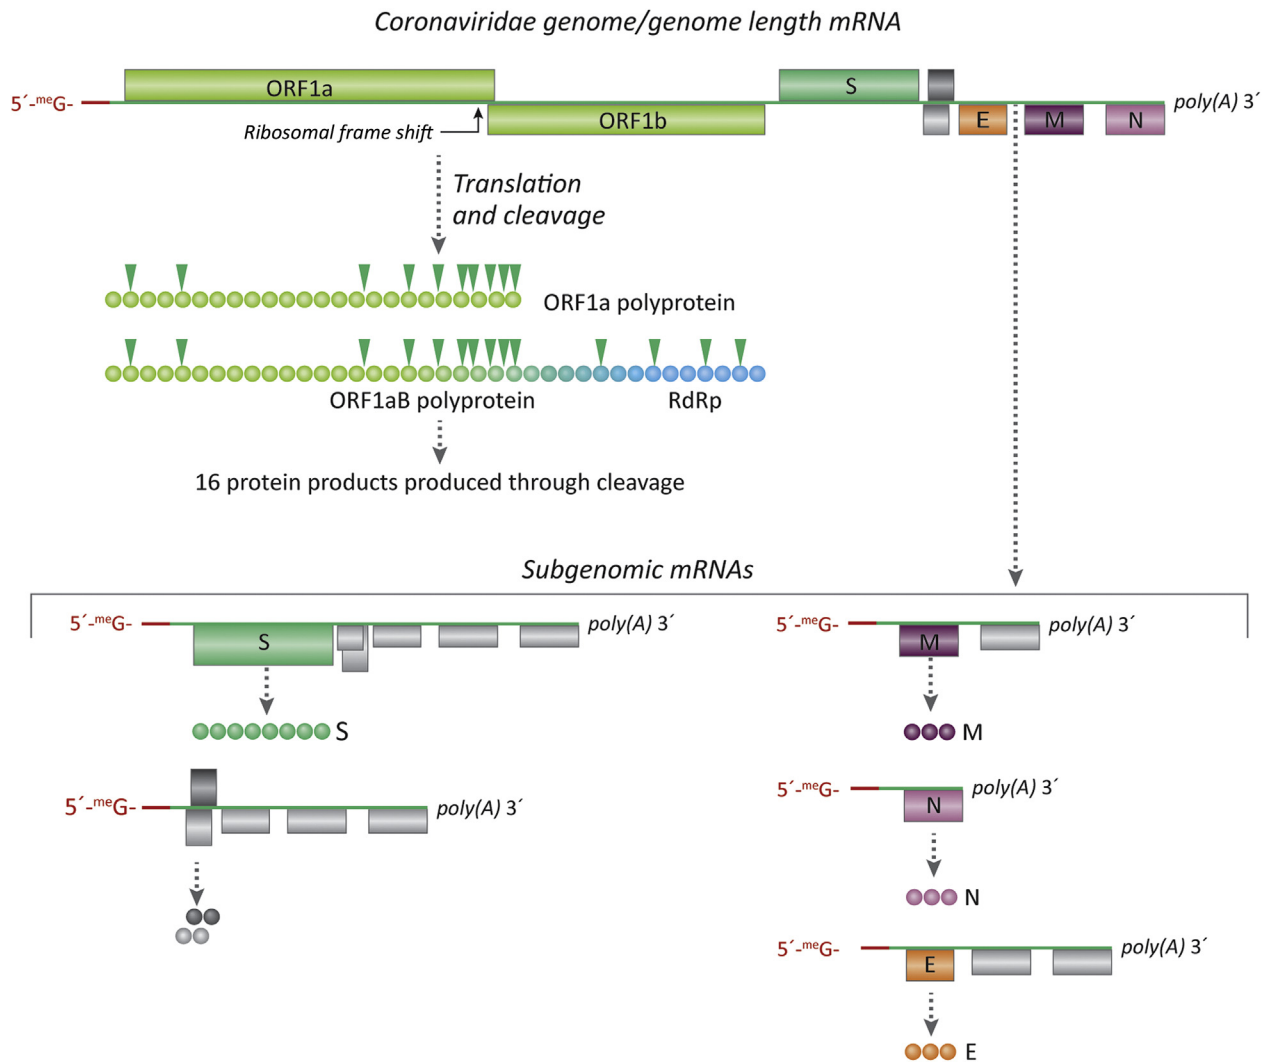 Coronaviridae genome/genome length mRNA
ORF1a
S
5´-meG-
poly(A) 3´
Ribosomal frame shift
ORF1b
E
M
N
Translation
and cleavage
ORF1a polyprotein
ORF1aB polyprotein
RdRp
16 protein products produced through cleavage
Subgenomic mRNAs
5´-meG-
poly(A) 3´
S
S
5´-meG-
poly(A) 3´
5´-meG-
poly(A) 3´
M
M
5´-meG-
poly(A) 3´
N
N
5´-meG-
poly(A) 3´
E
E